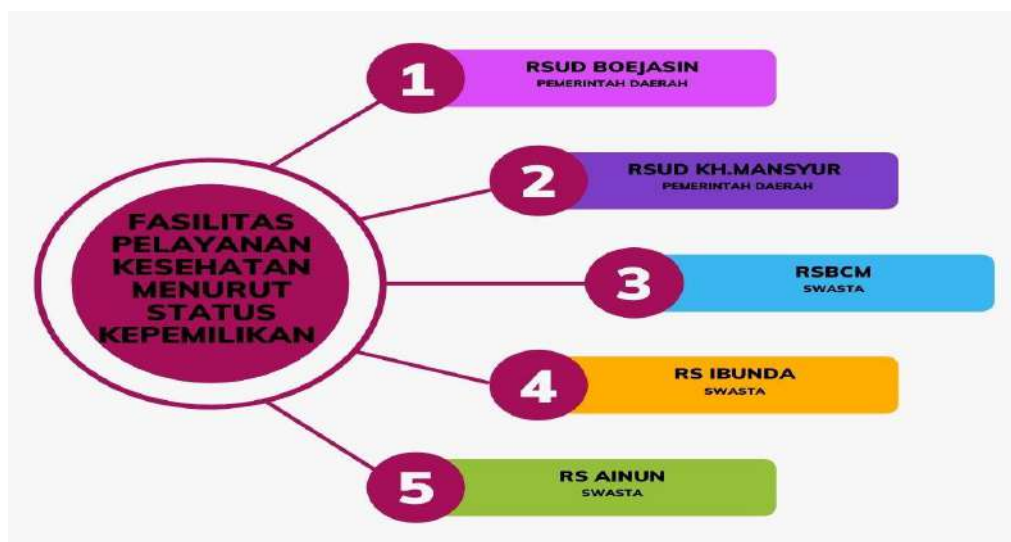 FASILITAS
PELAYANAN
KESEHATAN
MENURUT
STATUS
KEPEMILIKAN
1
RSUD BOEJASIN
PEMERINTAH DAERAH
2
RSUD KH.MANSYUR
PEMERINTAH DAERAH
3
RSBCM
SWASTA
4
RS IBUNDA
SWASTA
5
RS AINUN
SWASTA